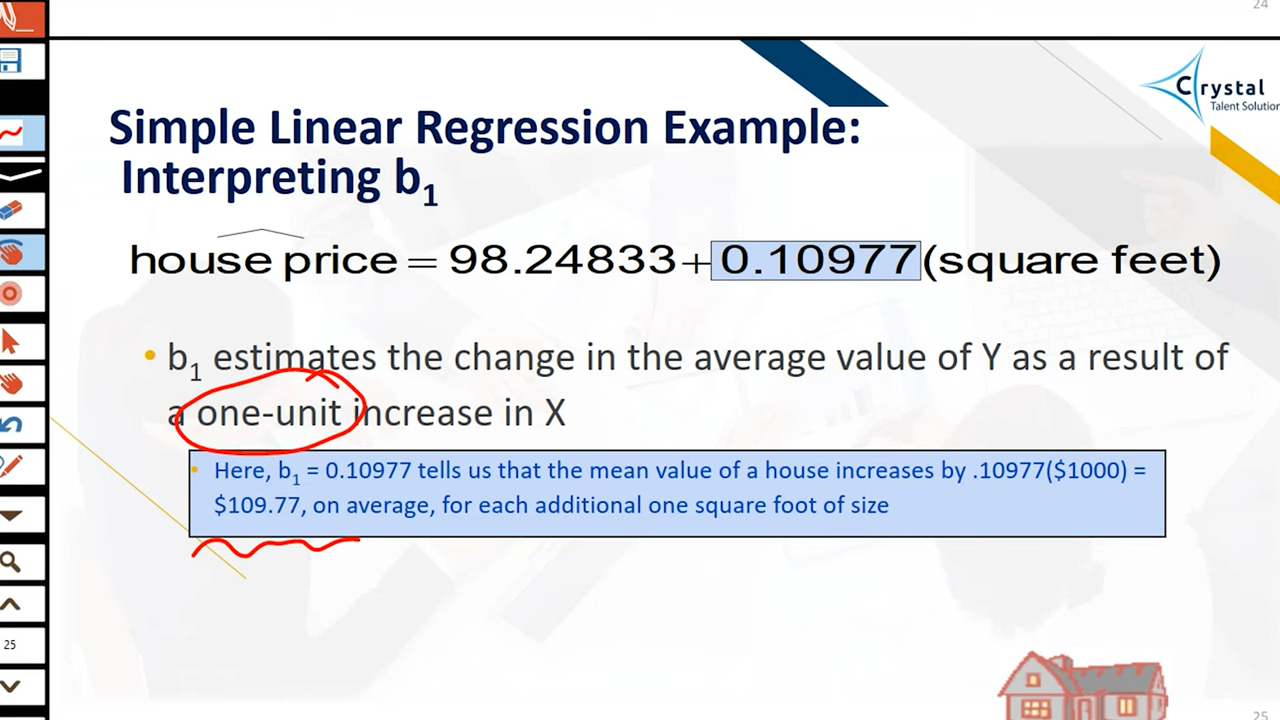 24
Crystal
Talent Solution
Simple Linear Regression Example:
Interpreting b1
house price = 98.24833+0.10977(square feet)
• b1 estimates the change in the average value of Y as a result of
a one-unit increase in X
• Here, b1 = 0.10977 tells us that the mean value of a house increases by .10977($1000) =
$109.77, on average, for each additional one square foot of size
25
25